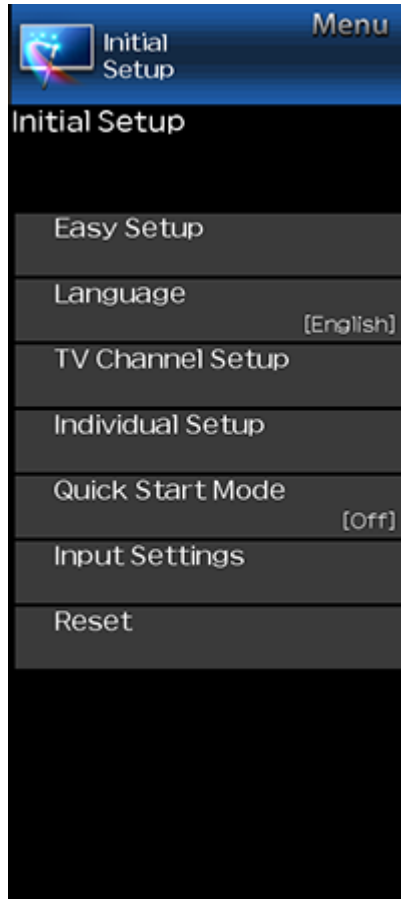 Menu
Initial
Setup
Initial Setup
Easy Setup
Language
[English]
TV Channel Setup
Individual Setup
Quick Start Mode
[Off]
Input Settings
Reset